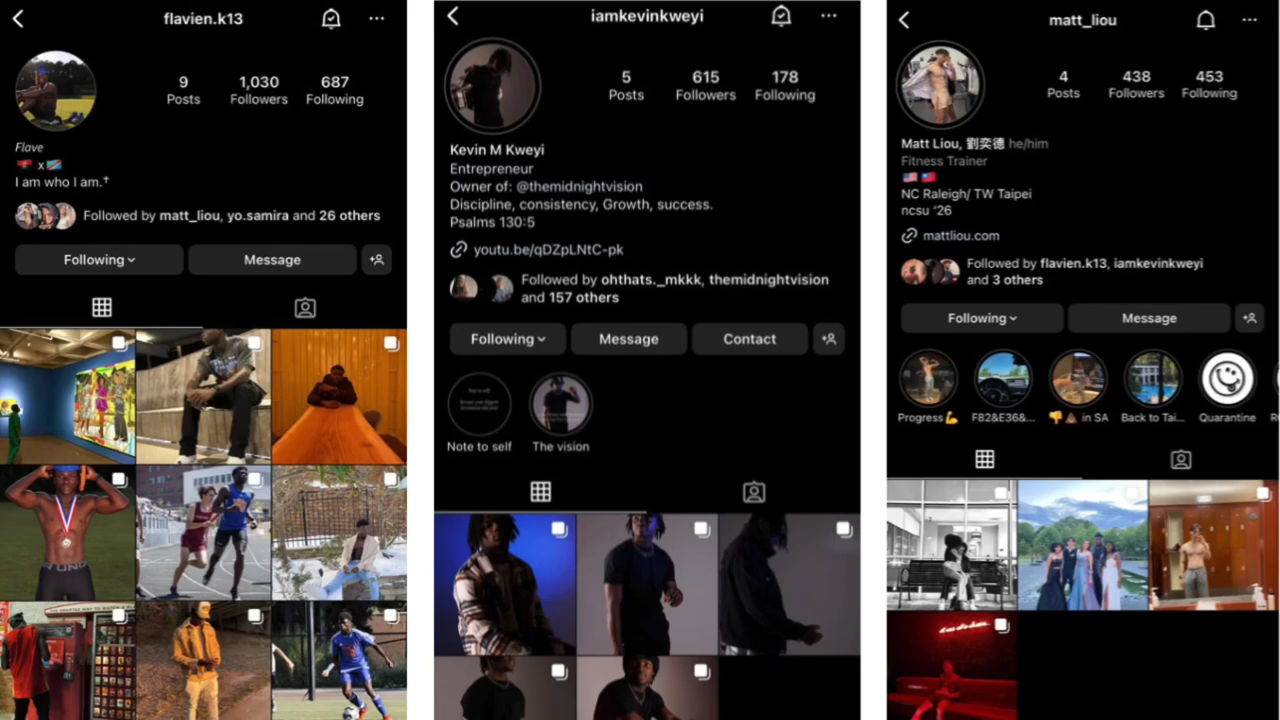 flavien.k13
9 1,030 687
Posts Followers Following
Flave
🇦🇴 x 🇨🇩
I am who I am.†
Followed by matt_liou, yo.samira and 26 others
Following
Message
iamkevinkweyi
5 615 178
Posts Followers Following
Kevin M Kweyi
Entrepreneur
Owner of: @themidnightvision
Discipline, consistency, Growth, success.
Psalms 130:5
youtu.be/qDZpLNtC-pk
Followed by ohthats._mkkk, themidnightvision
and 157 others
Following
Message
Contact
Note to self
The vision
matt_liou
4 438 453
Posts Followers Following
Matt Liou, 劉奕德 he/him
Fitness Trainer
🇺🇸 🇹🇼
NC Raleigh/ TW Taipei
ncsu '26
mattliou.com
Followed by flavien.k13, iamkevinkweyi
and 3 others
Following
Message
Progress💪
F82&E36&...
👎💩 in SA
Back to Tai...
Quarantine